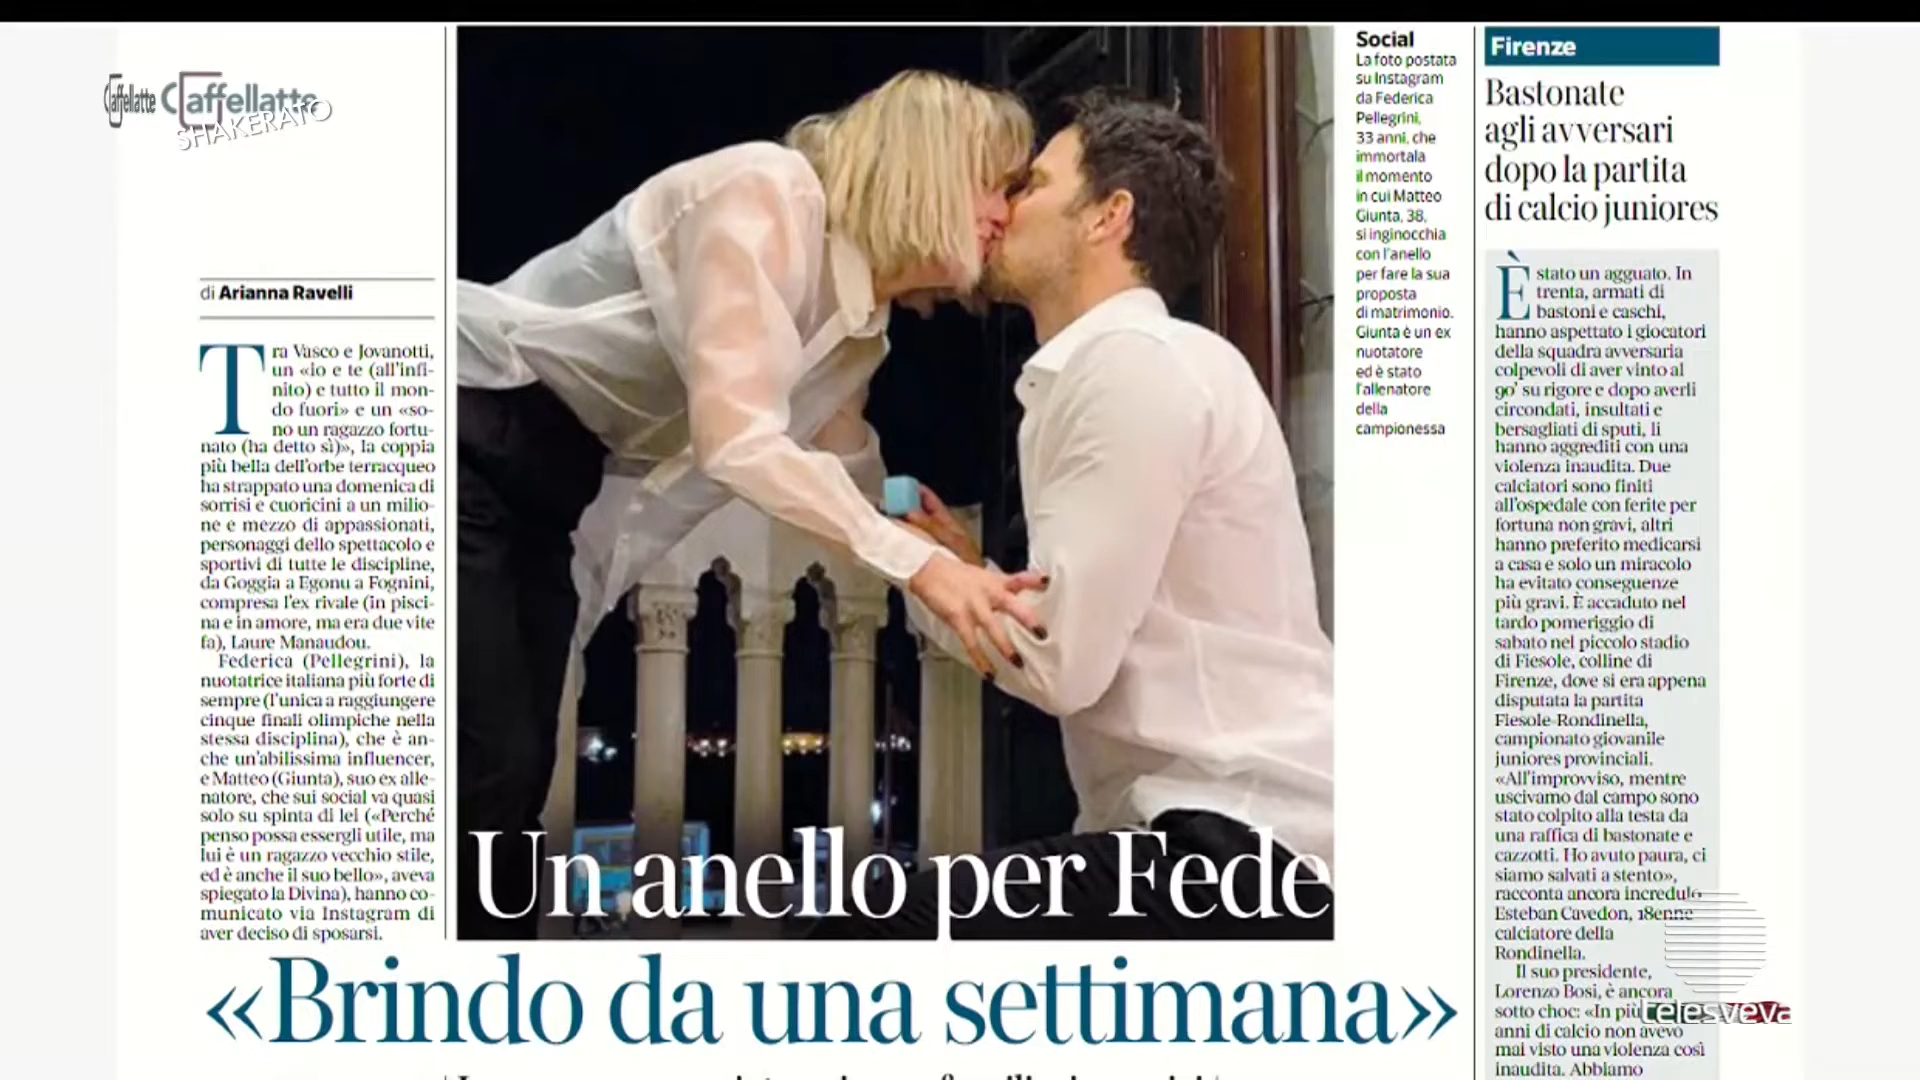 Caffellatte
Caffellatte
SHAKERATO
di Arianna Ravelli
Tra Vasco e Jovanotti,
un «io e te (all'infi-
nito) e tutto il mon-
do fuori» e un «so-
no un ragazzo fortu-
nato (ha detto sì)», la coppia
più bella dell'orbe terracqueo
ha strappato una domenica di
sorrisi e cuoricini a un milio-
ne e mezzo di appassionati,
personaggi dello spettacolo e
sportivi di tutte le discipline,
da Goggia a Egonu a Fognini,
compresa l'ex rivale (in pisci-
na e in amore, ma era due vite
fa), Laure Manaudou.
Federica (Pellegrini), la
nuotatrice italiana più forte di
sempre (l'unica a raggiungere
cinque finali olimpiche nella
stessa disciplina), che è an-
che un'abilissima influencer,
e Matteo (Giunta), suo ex alle-
natore, che sui social va quasi
solo su spinta di lei («Perché
penso possa essergli utile, ma
lui è un ragazzo vecchio stile,
ed è anche il suo bello», aveva
spiegato la Divina), hanno co-
municato via Instagram di
aver deciso di sposarsi.
Un anello per Fede
«Brindo da una settimana»
Social
La foto postata
su Instagram
da Federica
Pellegrini,
33 anni, che
immortala
il momento
in cui Matteo
Giunta, 38,
si inginocchia
con l'anello
per fare la sua
proposta
di matrimonio.
Giunta è un ex
nuotatore
ed è stato
l'allenatore
della
campionessa
Firenze
Bastonate
agli avversari
dopo la partita
di calcio juniores
È stato un agguato. In
trenta, armati di
bastoni e caschi,
hanno aspettato i giocatori
della squadra avversaria
colpevoli di aver vinto al
90' su rigore e dopo averli
circondati, insultati e
bersagliati di sputi, li
hanno aggrediti con una
violenza inaudita. Due
calciatori sono finiti
all'ospedale con ferite per
fortuna non gravi, altri
hanno preferito medicarsi
a casa e solo un miracolo
ha evitato conseguenze
più gravi. È accaduto nel
tardo pomeriggio di
sabato nel piccolo stadio
di Fiesole, colline di
Firenze, dove si era appena
disputata la partita
Fiesole-Rondinella,
campionato giovanile
juniores provinciali.
«All'improvviso, mentre
uscivamo dal campo sono
stato colpito alla testa da
una raffica di bastonate e
cazzotti. Ho avuto paura, ci
siamo salvati a stento»,
racconta ancora incredulo
Esteban Cavedon, 18enne
calciatore della
Rondinella.
Il suo presidente,
Lorenzo Bosi, è ancora
sotto choc: «In più
anni di calcio non avevo
mai visto una violenza così
inaudita. Abbiamo
telesveva